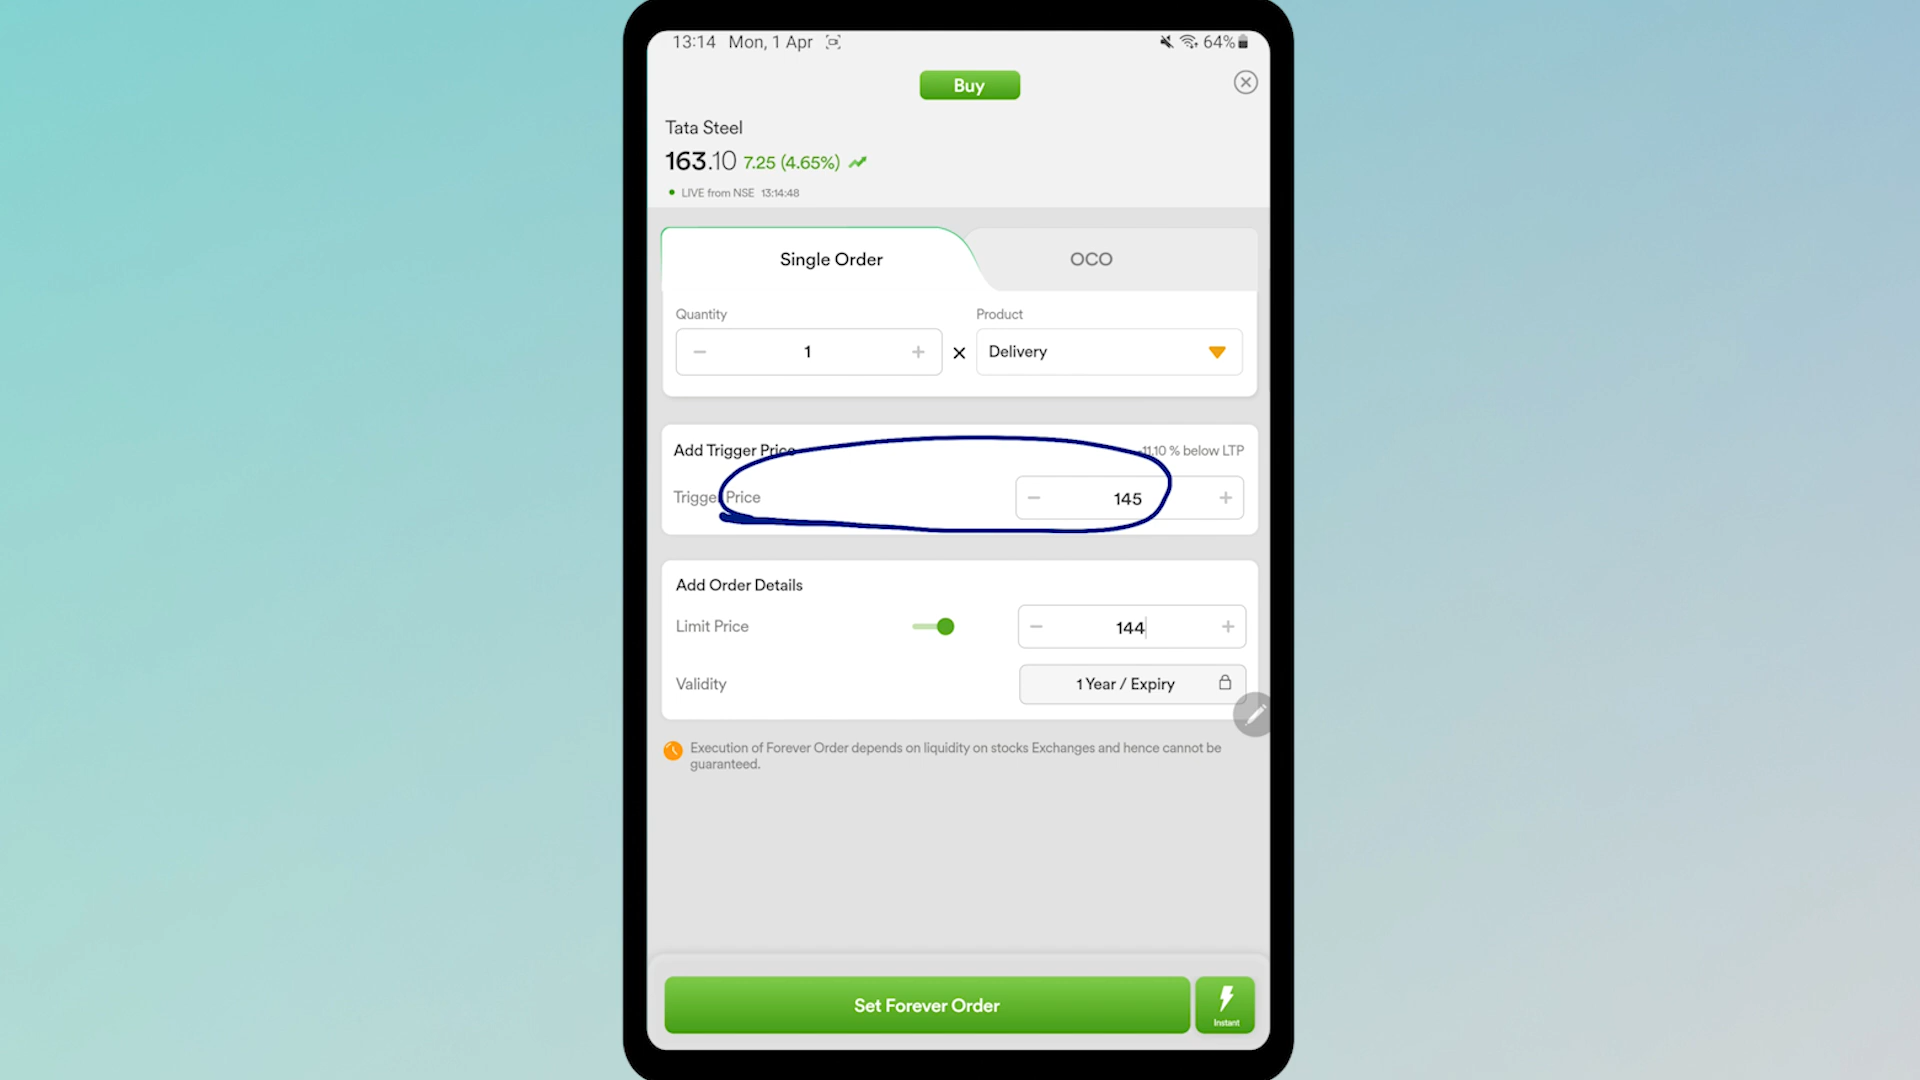 13:14 Mon, 1 Apr 64%
Buy
Tata Steel
163.10 7.25 (4.65%)
LIVE from NSE 13:14:48
Single Order OCO
Quantity Product
− 1 + × Delivery
Add Trigger Price -11.10 % below LTP
Trigger Price − 145 +
Add Order Details
Limit Price − 144 +
Validity 1 Year / Expiry
Execution of Forever Order depends on liquidity on stocks Exchanges and hence cannot be
guaranteed.
Set Forever Order Instant